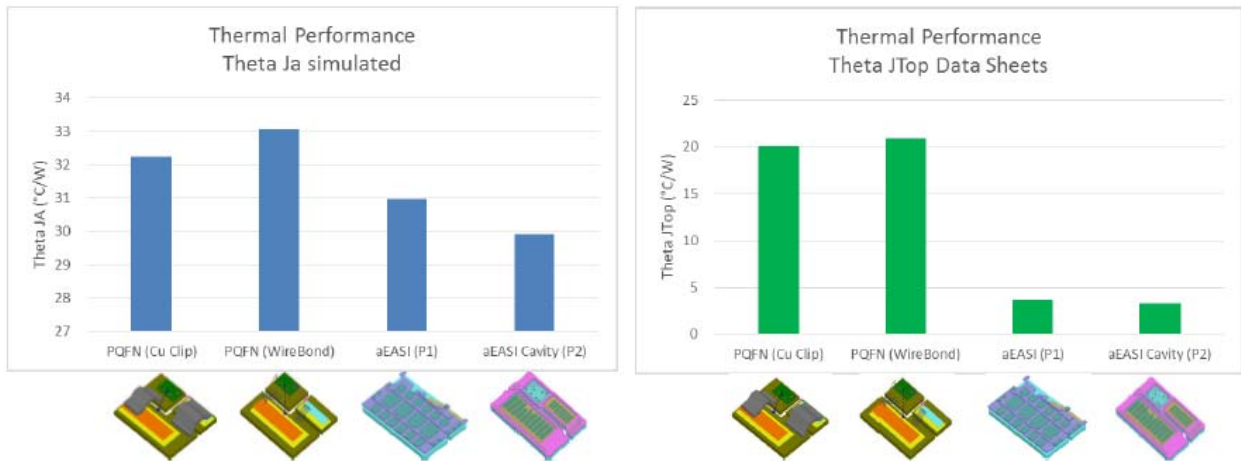 Thermal Performance
Theta Ja simulated
Theta JA (°C/W)
34
33
32
31
30
29
28
27
PQFN (Cu Clip) PQFN (WireBond) aEASI (P1) aEASI Cavity (P2)
Thermal Performance
Theta JTop Data Sheets
Theta JTop (°C/W)
25
20
15
10
5
0
PQFN (Cu Clip) PQFN (WireBond) aEASI (P1) aEASI Cavity (P2)